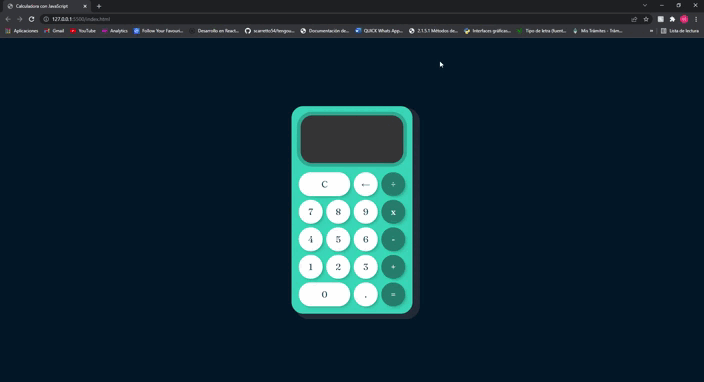 Calculadora con JavaScript
127.0.0.1:5500/index.html
Aplicaciones Gmail YouTube Analytics Follow Your Favouri... Desarrollo en React... scarretto54/tengou... Documentación de... QUICK Whats App... 2.1.5.1 Métodos de... Interfaces gráficas... Tipo de letra (fuent... Mis Trámites - Trám... » Lista de lectura
C ← ÷
7 8 9 x
4 5 6 -
1 2 3 +
0 . =